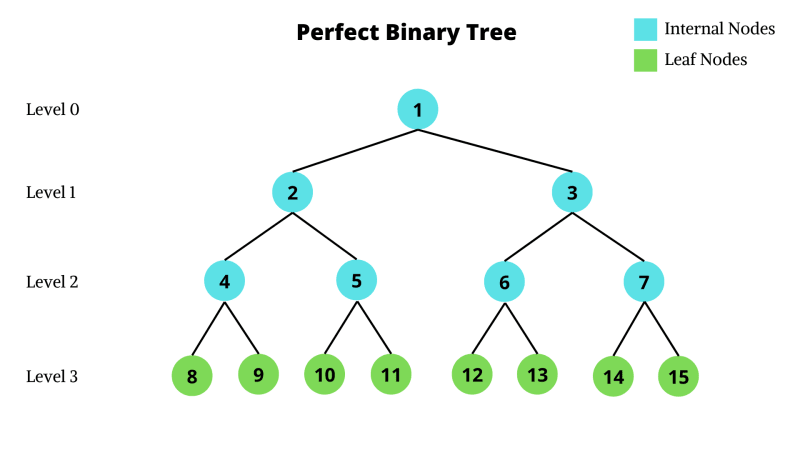 Perfect Binary Tree
Internal Nodes
Leaf Nodes
Level 0
1
Level 1
2 3
Level 2
4 5 6 7
Level 3
8 9 10 11 12 13 14 15